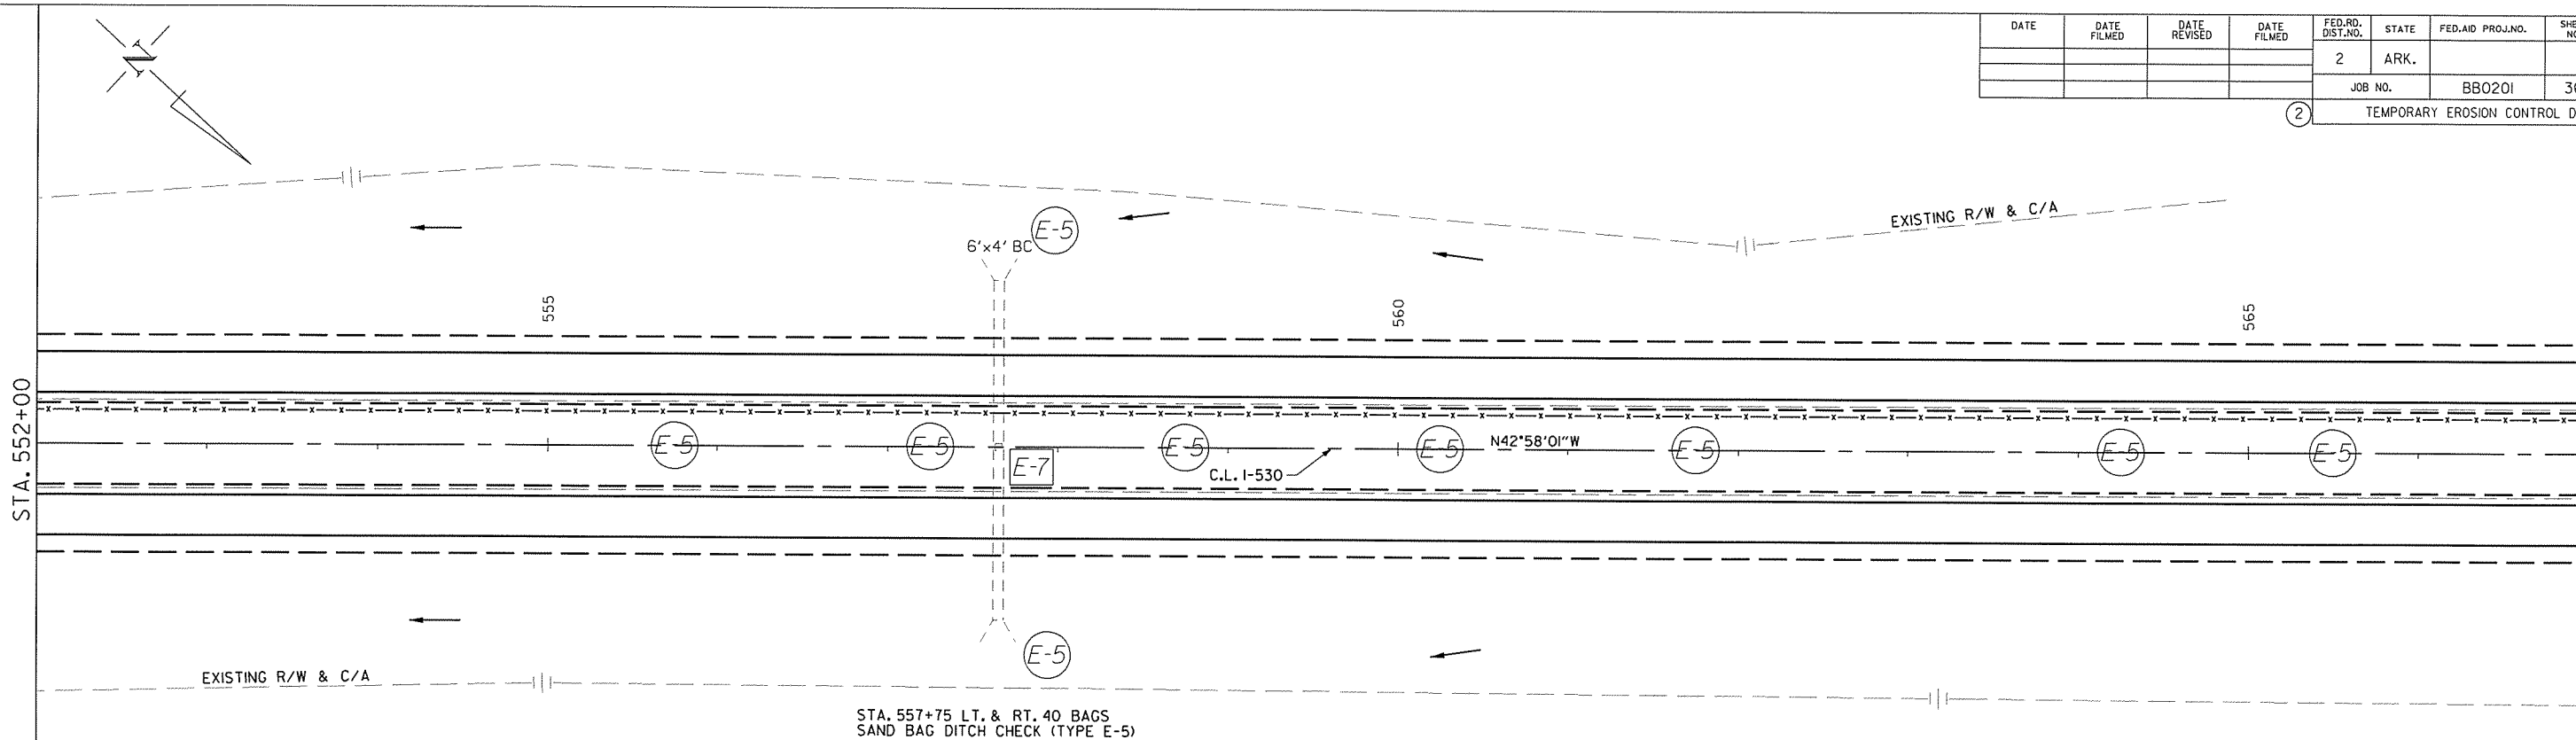 DATE DATE FILMED DATE REVISED DATE FILMED FED.RD. DIST.NO. STATE FED.AID PROJ.NO.
2 ARK.
JOB NO. BB0201
2 TEMPORARY EROSION CONTROL
EXISTING R/W & C/A
6'x4' BC E-5
555 560 565
STA. 552+00
E-5 E-5 E-5 E-5 N42°58'01"W E-5 E-5 E-5
E-7
C.L. I-530
E-5
EXISTING R/W & C/A
STA. 557+75 LT. & RT. 40 BAGS
SAND BAG DITCH CHECK (TYPE E-5)